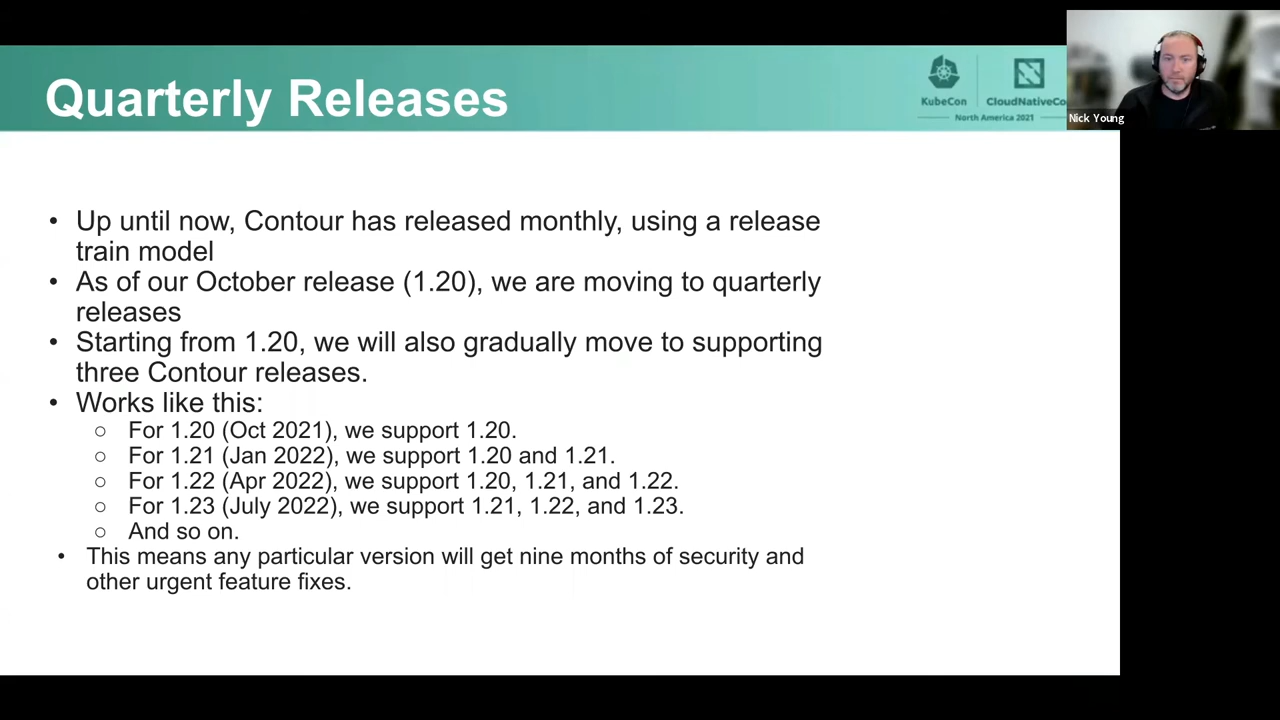 Quarterly Releases
KubeCon
CloudNativeCo
North America 2021
Nick Young
• Up until now, Contour has released monthly, using a release
train model
• As of our October release (1.20), we are moving to quarterly
releases
• Starting from 1.20, we will also gradually move to supporting
three Contour releases.
• Works like this:
○ For 1.20 (Oct 2021), we support 1.20.
○ For 1.21 (Jan 2022), we support 1.20 and 1.21.
○ For 1.22 (Apr 2022), we support 1.20, 1.21, and 1.22.
○ For 1.23 (July 2022), we support 1.21, 1.22, and 1.23.
○ And so on.
• This means any particular version will get nine months of security and
other urgent feature fixes.